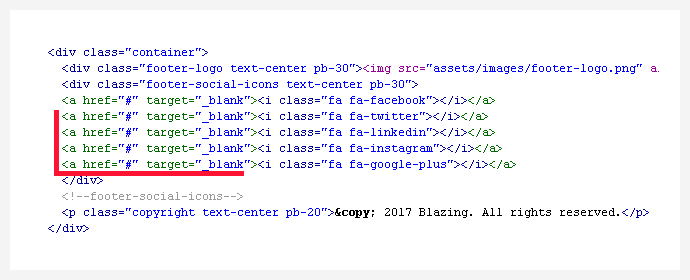 <div class="container">
<div class="footer-logo text-center pb-30"><img src="assets/images/footer-logo.png" a
<div class="footer-social-icons text-center pb-30">
<a href="#" target="_blank"><i class="fa fa-facebook"></i></a>
<a href="#" target="_blank"><i class="fa fa-twitter"></i></a>
<a href="#" target="_blank"><i class="fa fa-linkedin"></i></a>
<a href="#" target="_blank"><i class="fa fa-instagram"></i></a>
<a href="#" target="_blank"><i class="fa fa-google-plus"></i></a>
</div>
<!--footer-social-icons-->
<p class="copyright text-center pb-20">&copy; 2017 Blazing. All rights reserved.</p>
</div>